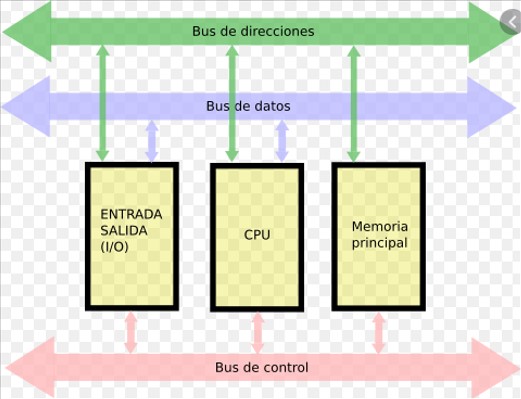 Bus de direcciones
Bus de datos
ENTRADA
SALIDA
(I/O)
CPU
Memoria
principal
Bus de control